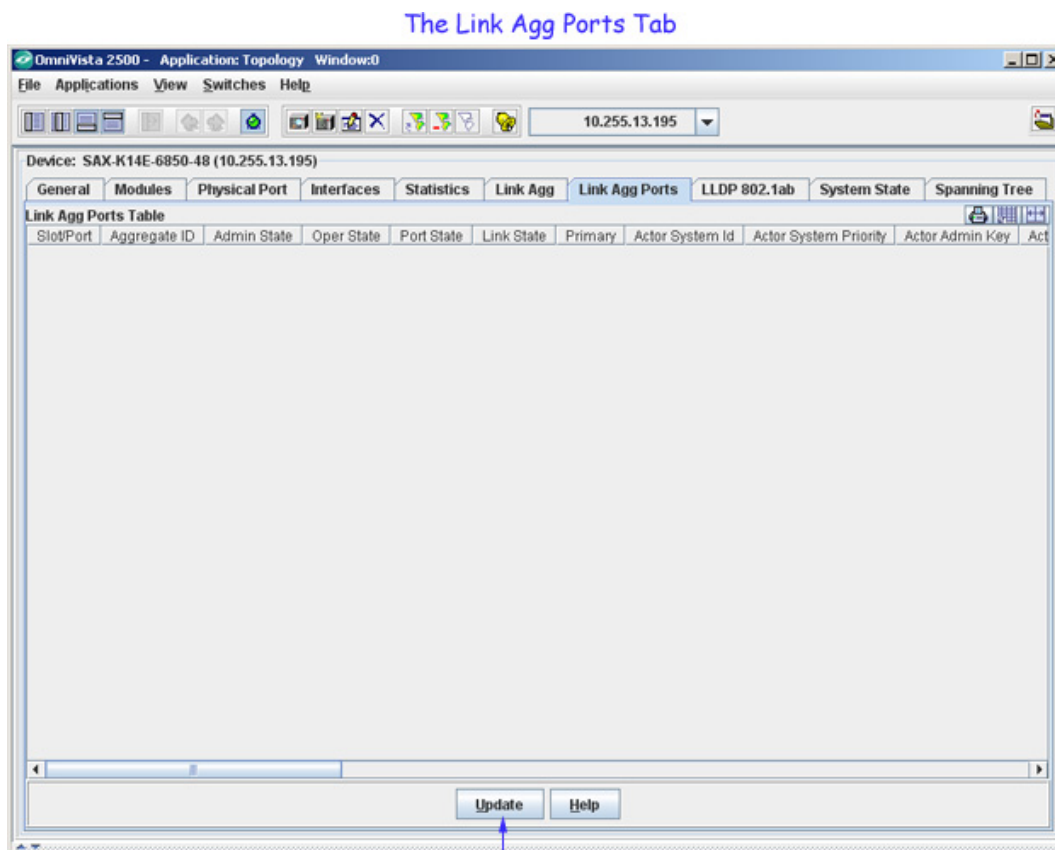 The Link Agg Ports Tab
OmniVista 2500 - Application: Topology Window:0
File Applications View Switches Help
10.255.13.195
Device: SAX-K14E-6850-48 (10.255.13.195)
General Modules Physical Port Interfaces Statistics Link Agg Link Agg Ports LLDP 802.1ab System State Spanning Tree
Link Agg Ports Table
Slot/Port Aggregate ID Admin State Oper State Port State Link State Primary Actor System Id Actor System Priority Actor Admin Key Act
Update Help